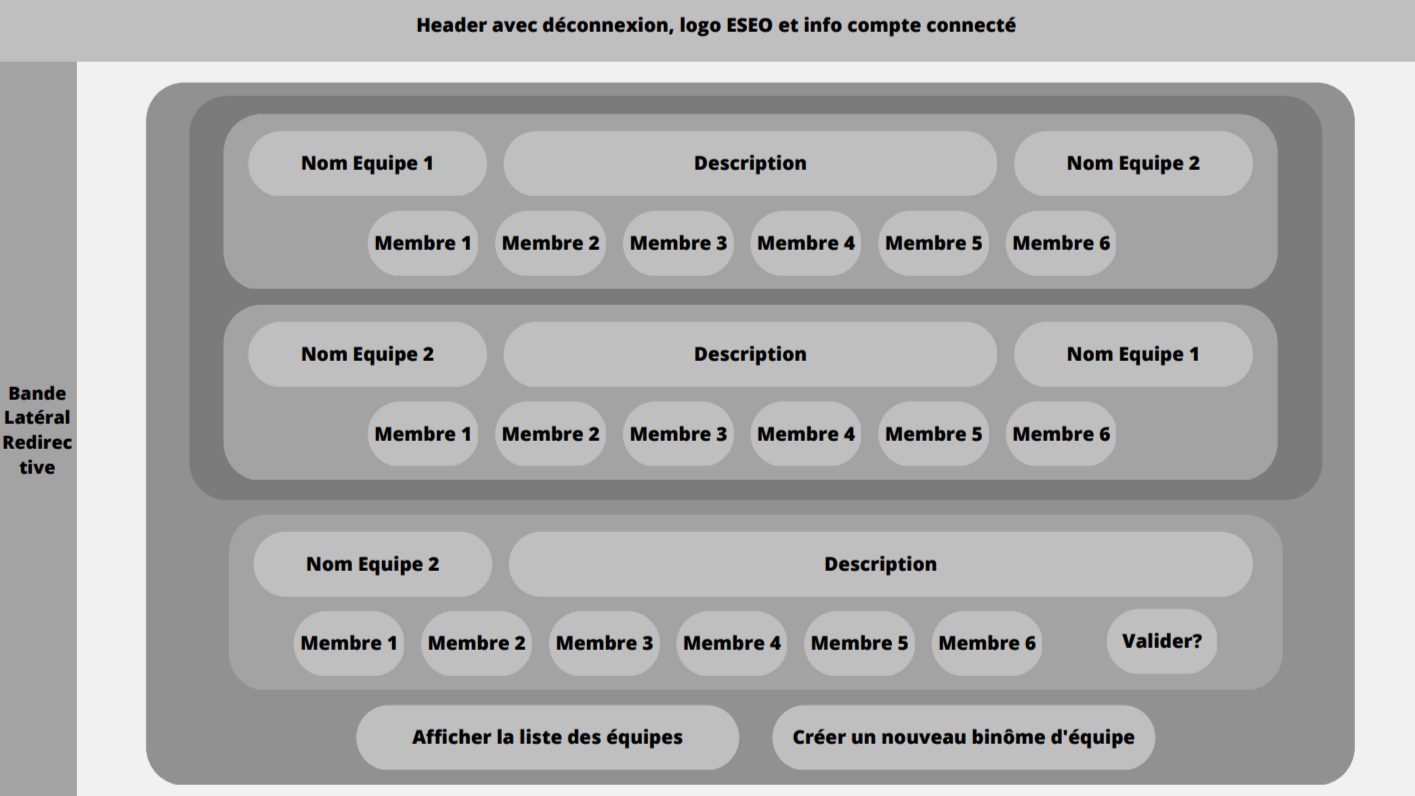 Header avec déconnexion, logo ESEO et info compte connecté
Bande
Latéral
Redirec
tive
Nom Equipe 1
Description
Nom Equipe 2
Membre 1
Membre 2
Membre 3
Membre 4
Membre 5
Membre 6
Nom Equipe 2
Description
Nom Equipe 1
Membre 1
Membre 2
Membre 3
Membre 4
Membre 5
Membre 6
Nom Equipe 2
Description
Membre 1
Membre 2
Membre 3
Membre 4
Membre 5
Membre 6
Valider?
Afficher la liste des équipes
Créer un nouveau binôme d'équipe